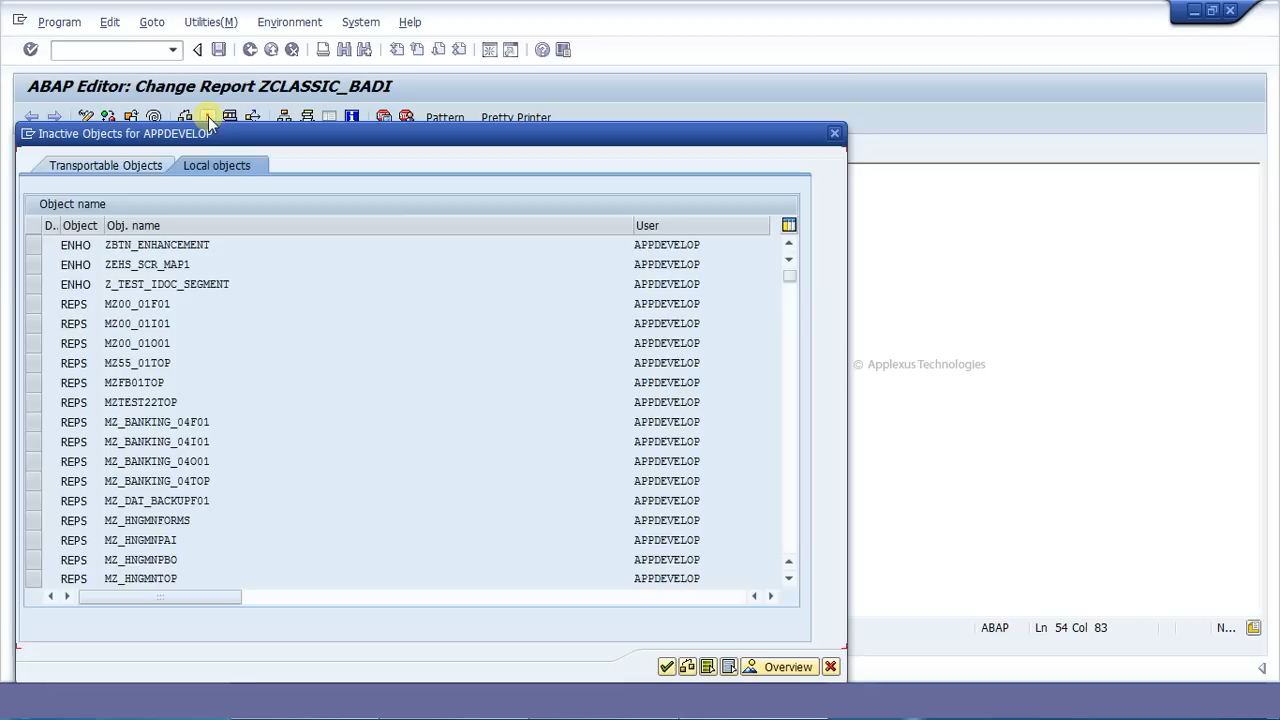 Program Edit Goto Utilities(M) Environment System Help
ABAP Editor: Change Report ZCLASSIC_BADI
Pattern Pretty Printer
Inactive Objects for APPDEVELOP
Transportable Objects Local objects
Object name
D.. Object Obj. name User
ENHO ZBTN_ENHANCEMENT APPDEVELOP
ENHO ZEHS_SCR_MAP1 APPDEVELOP
ENHO Z_TEST_IDOC_SEGMENT APPDEVELOP
REPS MZ00_01F01 APPDEVELOP
REPS MZ00_01I01 APPDEVELOP
REPS MZ00_01O01 APPDEVELOP
REPS MZ55_01TOP APPDEVELOP
REPS MZFB01TOP APPDEVELOP
REPS MZTEST22TOP APPDEVELOP
REPS MZ_BANKING_04F01 APPDEVELOP
REPS MZ_BANKING_04I01 APPDEVELOP
REPS MZ_BANKING_04O01 APPDEVELOP
REPS MZ_BANKING_04TOP APPDEVELOP
REPS MZ_DAT_BACKUPF01 APPDEVELOP
REPS MZ_HNGMNFORMS APPDEVELOP
REPS MZ_HNGMNPAI APPDEVELOP
REPS MZ_HNGMNPBO APPDEVELOP
REPS MZ_HNGMNTOP APPDEVELOP
© Applexus Technologies
ABAP Ln 54 Col 83 N...
Overview